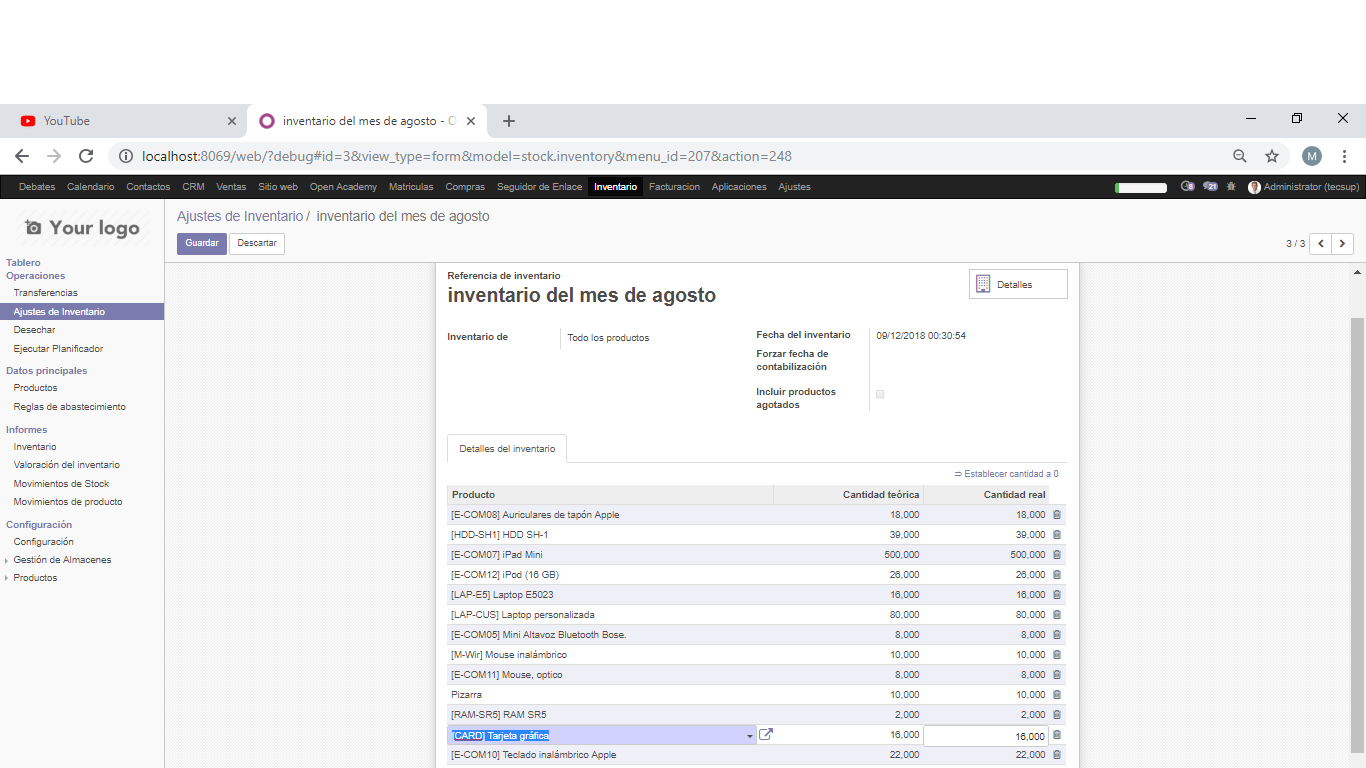 YouTube
inventario del mes de agosto - O
localhost:8069/web/?debug#id=3&view_type=form&model=stock.inventory&menu_id=207&action=248
M
Debates Calendario Contactos CRM Ventas Sitio web Open Academy Matriculas Compras Seguidor de Enlace Inventario Facturacion Aplicaciones Ajustes
8 21 Administrator (tecsup)
Your logo
Ajustes de Inventario / inventario del mes de agosto
Guardar Descartar
3 / 3
Tablero
Operaciones
Transferencias
Ajustes de Inventario
Desechar
Ejecutar Planificador
Datos principales
Productos
Reglas de abastecimiento
Informes
Inventario
Valoración del inventario
Movimientos de Stock
Movimientos de producto
Configuración
Configuración
Gestión de Almacenes
Productos
Referencia de inventario
inventario del mes de agosto
Detalles
Inventario de Todo los productos
Fecha del inventario 09/12/2018 00:30:54
Forzar fecha de
contabilización
Incluir productos
agotados
Detalles del inventario
⇒ Establecer cantidad a 0
Producto Cantidad teórica Cantidad real
[E-COM08] Auriculares de tapón Apple 18,000 18,000
[HDD-SH1] HDD SH-1 39,000 39,000
[E-COM07] iPad Mini 500,000 500,000
[E-COM12] iPod (16 GB) 26,000 26,000
[LAP-E5] Laptop E5023 16,000 16,000
[LAP-CUS] Laptop personalizada 80,000 80,000
[E-COM05] Mini Altavoz Bluetooth Bose. 8,000 8,000
[M-Wir] Mouse inalámbrico 10,000 10,000
[E-COM11] Mouse, optico 8,000 8,000
Pizarra 10,000 10,000
[RAM-SR5] RAM SR5 2,000 2,000
[CARD] Tarjeta gráfica 16,000 16,000
[E-COM10] Teclado inalámbrico Apple 22,000 22,000